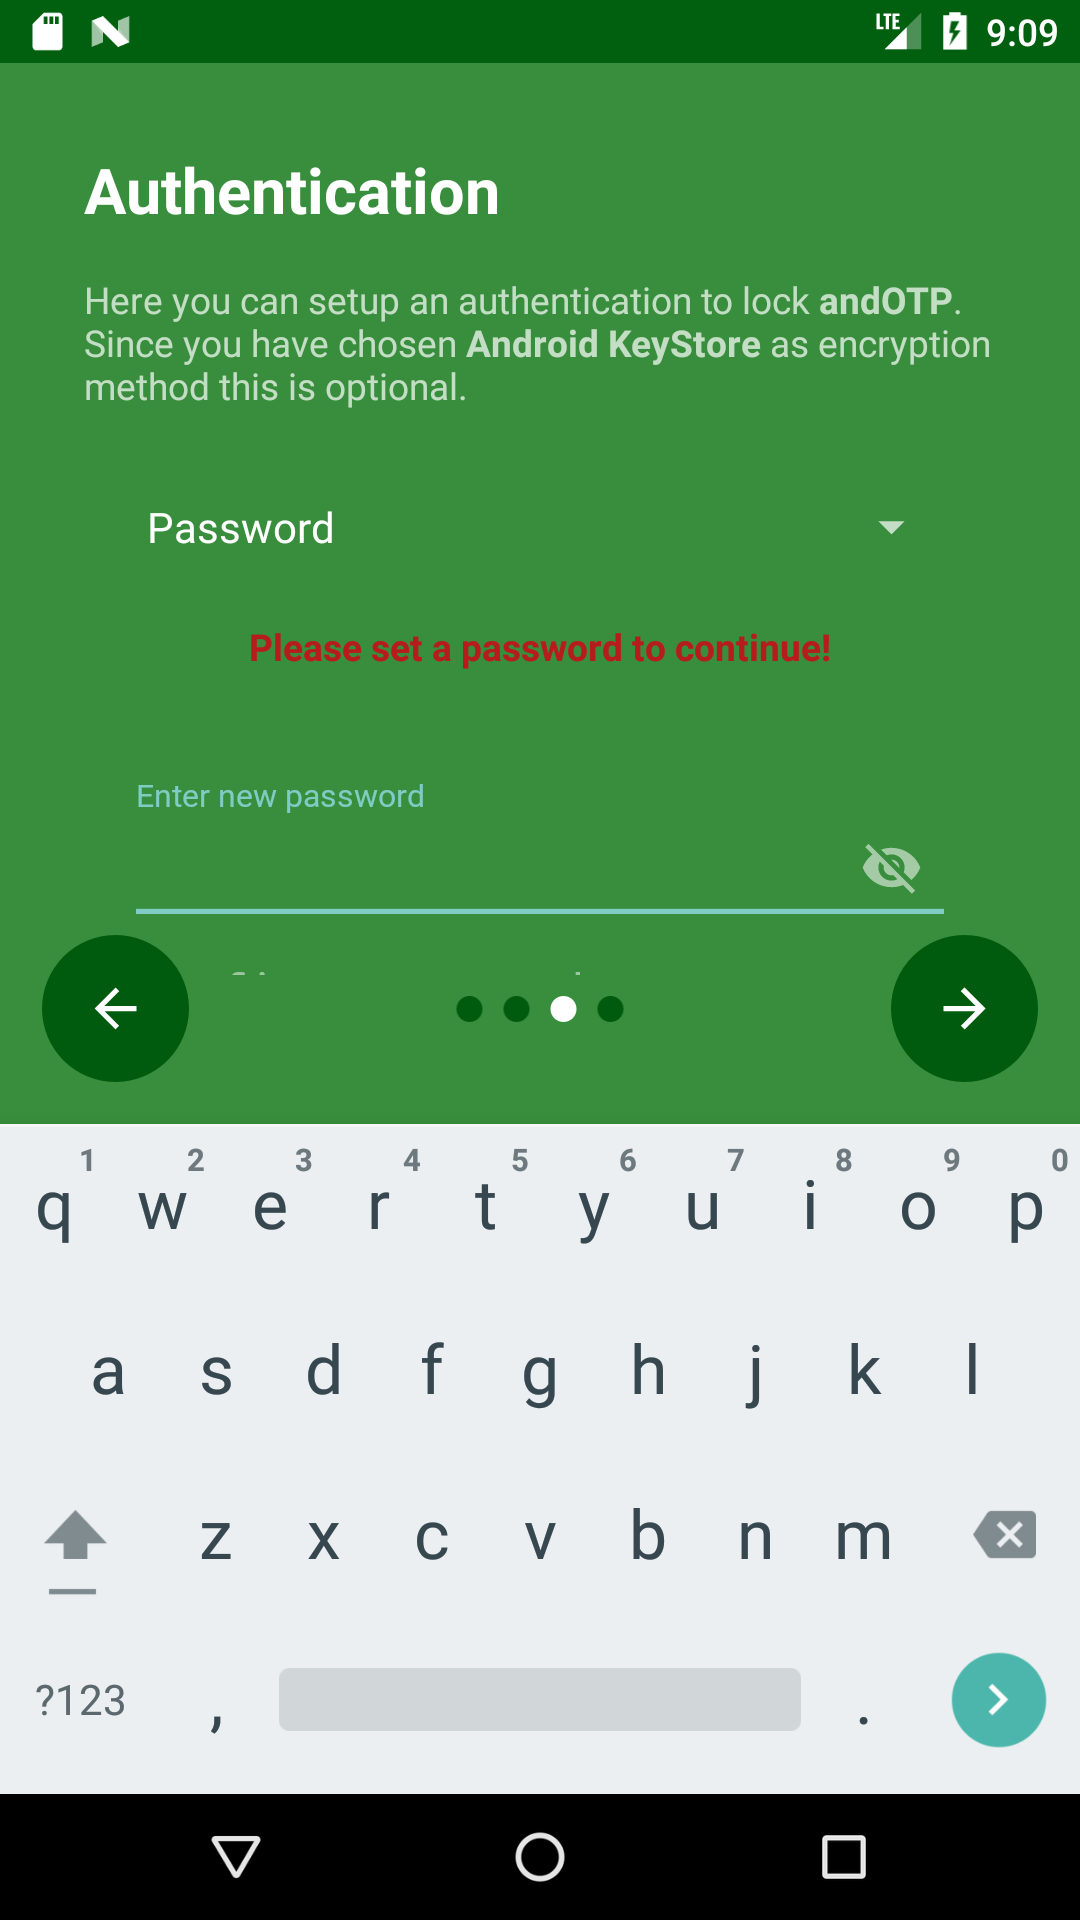 LTE 9:09
Authentication
Here you can setup an authentication to lock andOTP.
Since you have chosen Android KeyStore as encryption
method this is optional.
Password
Please set a password to continue!
Enter new password
1 2 3 4 5 6 7 8 9 0
q w e r t y u i o p
a s d f g h j k l
z x c v b n m
?123 , .